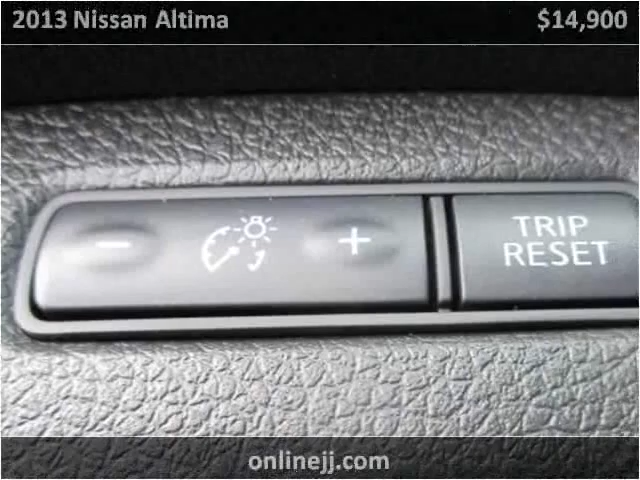 2013 Nissan Altima $14,900
- +
TRIP
RESET
onlinejj.com